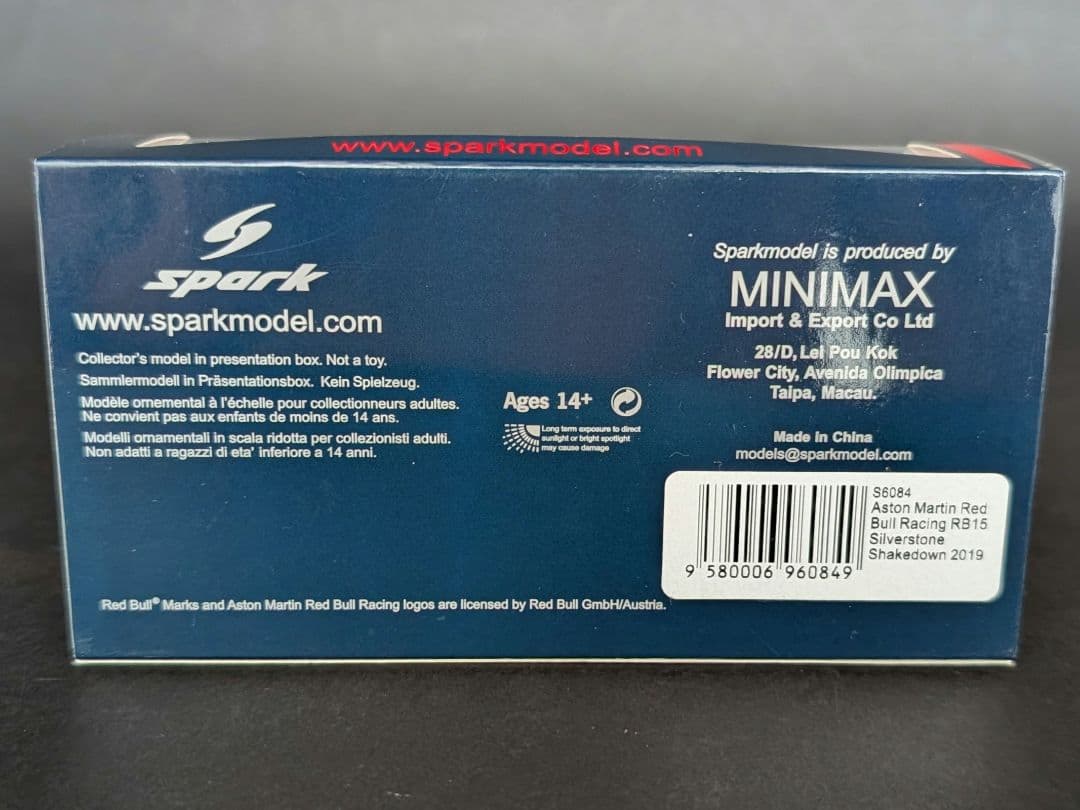 www.sparkmodel.com
spark
www.sparkmodel.com
Collector's model in presentation box. Not a toy.
Sammlermodell in Präsentationsbox. Kein Spielzeug.
Modèle ornemental à l'échelle pour collectionneurs adultes.
Ne convient pas aux enfants de moins de 14 ans.
Modelli ornamentali in scala ridotta per collezionisti adulti.
Non adatti a ragazzi di eta' inferiore a 14 anni.
Ages 14+
Long term exposure to direct
sunlight or bright spotlight
may cause damage
Sparkmodel is produced by
MINIMAX
Import & Export Co Ltd
28/D, Lei Pou Kok
Flower City, Avenida Olimpica
Taipa, Macau.
Made in China
models@sparkmodel.com
S6084
Aston Martin Red
Bull Racing RB15
Silverstone
Shakedown 2019
9 580006 960849
Red Bull® Marks and Aston Martin Red Bull Racing logos are licensed by Red Bull GmbH/Austria.